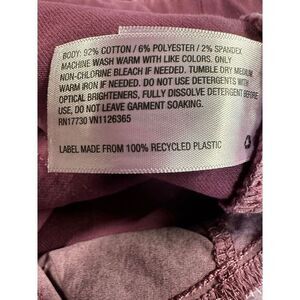 BODY: 92% COTTON / 6% POLYESTER / 2% SPANDEX
MACHINE WASH WARM WITH LIKE COLORS. ONLY
NON-CHLORINE BLEACH IF NEEDED. TUMBLE DRY MEDIUM.
WARM IRON IF NEEDED. DO NOT USE DETERGENT WITH
OPTICAL BRIGHTENERS, FULLY DISSOLVE DETERGENT BEFORE
USE, DO NOT LEAVE GARMENT SOAKING.
RN17730 VN1126365
LABEL MADE FROM 100% RECYCLED PLASTIC